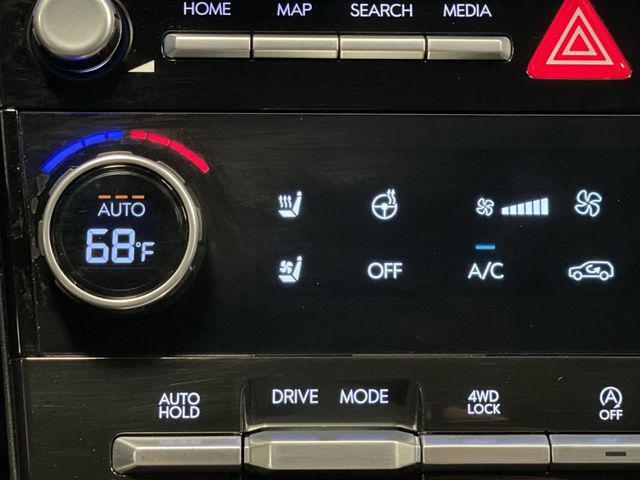 HOME MAP SEARCH MEDIA
AUTO
68°F
OFF A/C
AUTO HOLD
DRIVE MODE
4WD LOCK
A OFF